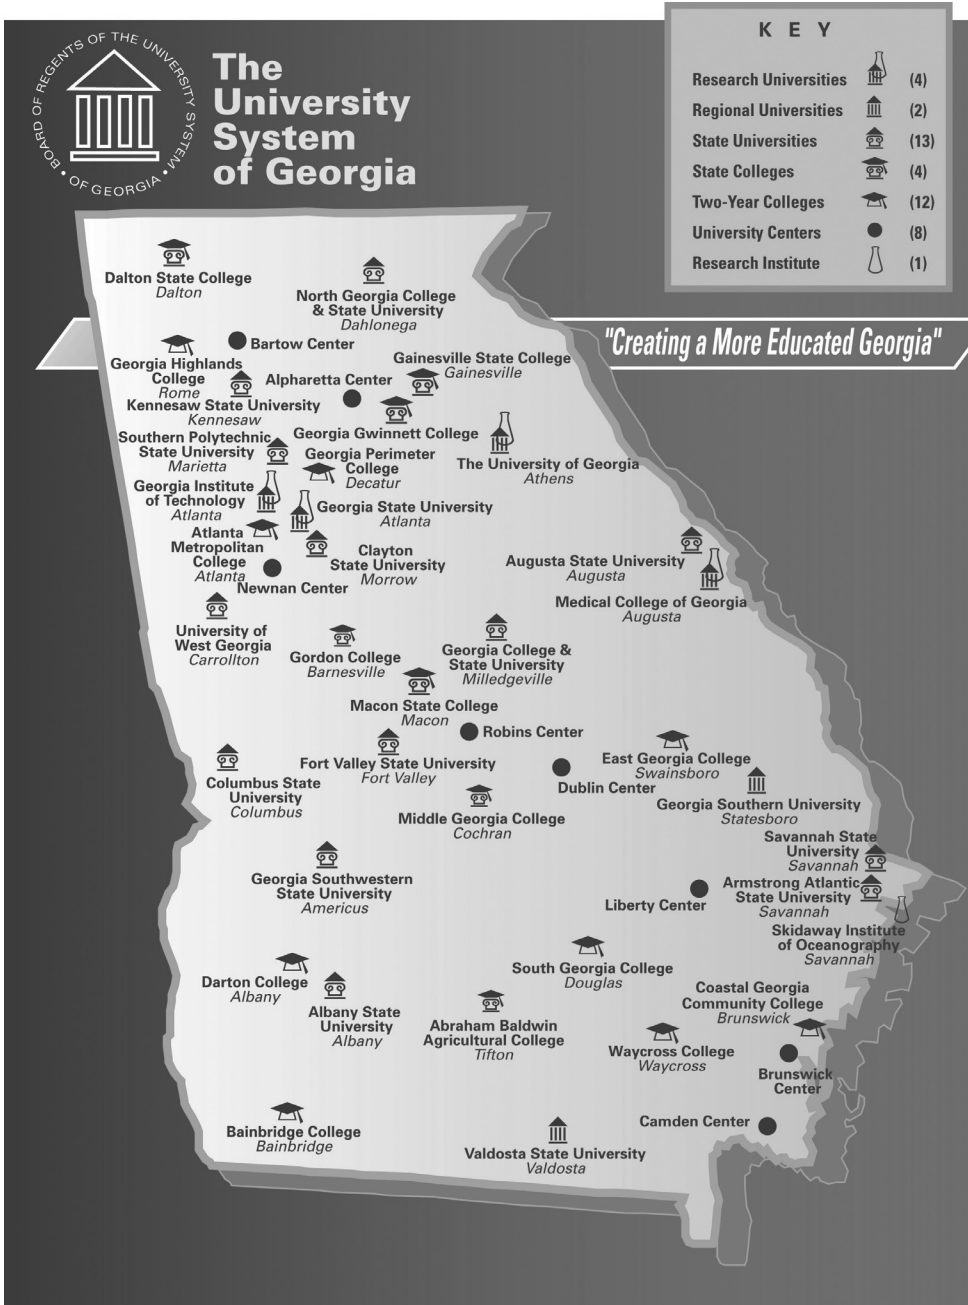 BOARD OF REGENTS OF THE UNIVERSITY SYSTEM
• OF GEORGIA •
The
University
System
of Georgia
KEY
Research Universities (4)
Regional Universities (2)
State Universities (13)
State Colleges (4)
Two-Year Colleges (12)
University Centers (8)
Research Institute (1)
"Creating a More Educated Georgia"
Dalton State College
Dalton
North Georgia College
& State University
Dahlonega
Bartow Center
Georgia Highlands
College
Rome
Gainesville State College
Gainesville
Alpharetta Center
Kennesaw State University
Kennesaw
Georgia Gwinnett College
Southern Polytechnic
State University
Marietta
Georgia Perimeter
College
Decatur
The University of Georgia
Athens
Georgia Institute
of Technology
Atlanta
Georgia State University
Atlanta
Atlanta
Metropolitan
College
Atlanta
Clayton
State University
Morrow
Newnan Center
Augusta State University
Augusta
Medical College of Georgia
Augusta
University of
West Georgia
Carrollton
Gordon College
Barnesville
Georgia College &
State University
Milledgeville
Macon State College
Macon
Robins Center
Fort Valley State University
Fort Valley
East Georgia College
Swainsboro
Dublin Center
Columbus State
University
Columbus
Middle Georgia College
Cochran
Georgia Southern University
Statesboro
Savannah State
University
Savannah
Georgia Southwestern
State University
Americus
Armstrong Atlantic
State University
Savannah
Liberty Center
Skidaway Institute
of Oceanography
Savannah
South Georgia College
Douglas
Darton College
Albany
Coastal Georgia
Community College
Brunswick
Albany State
University
Albany
Abraham Baldwin
Agricultural College
Tifton
Waycross College
Waycross
Brunswick
Center
Camden Center
Bainbridge College
Bainbridge
Valdosta State University
Valdosta